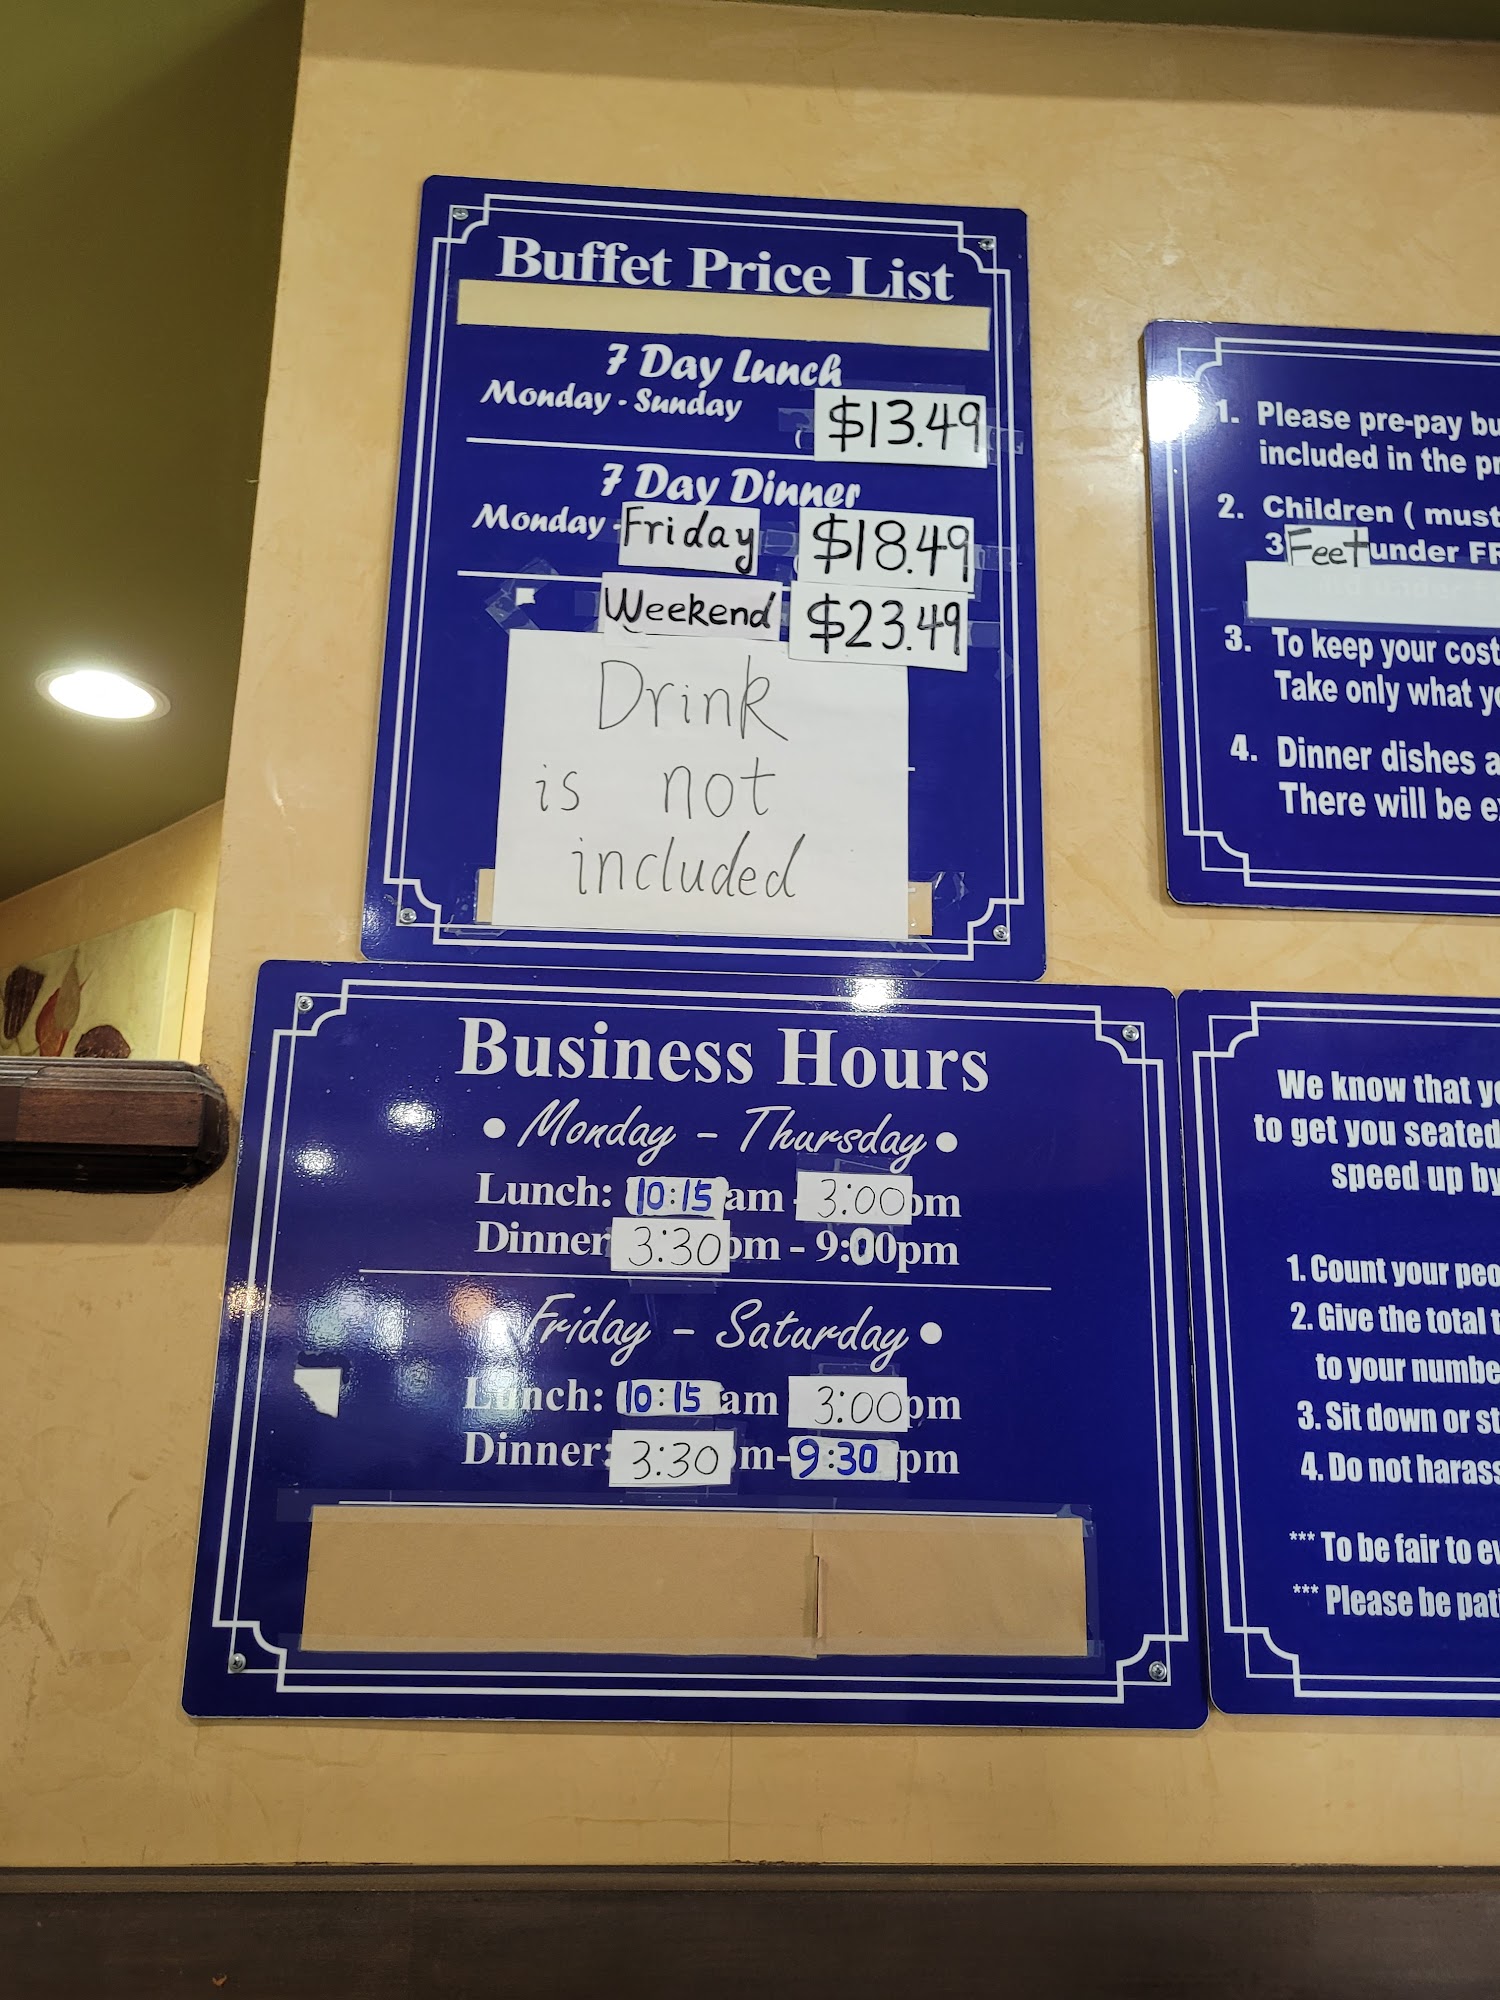 Buffet Price List
7 Day Lunch
Monday - Sunday
$13.49
7 Day Dinner
Monday - Friday $18.49
Weekend $23.49
Drink
is not
included
Business Hours
• Monday - Thursday •
Lunch: 10:15 am - 3:00 pm
Dinner 3:30 pm - 9:00pm
Friday - Saturday •
Lunch: 10:15 am 3:00 pm
Dinner: 3:30 m- 9:30 pm
1. Please pre-pay
included in the
2. Children ( must
3 Feet under
3. To keep your cost
Take only what
4. Dinner dishes
There will be
We know that
to get you seated
speed up by
1. Count your
2. Give the total
to your
3. Sit down or
4. Do not
*** To be fair to
*** Please be